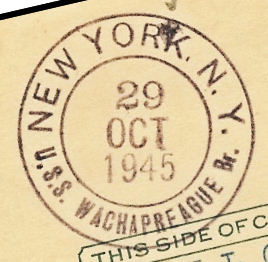 NEW YORK, N.Y.
29
OCT
1945
U.S.S. WACHAPREAGUE Br.
THIS SIDE OF